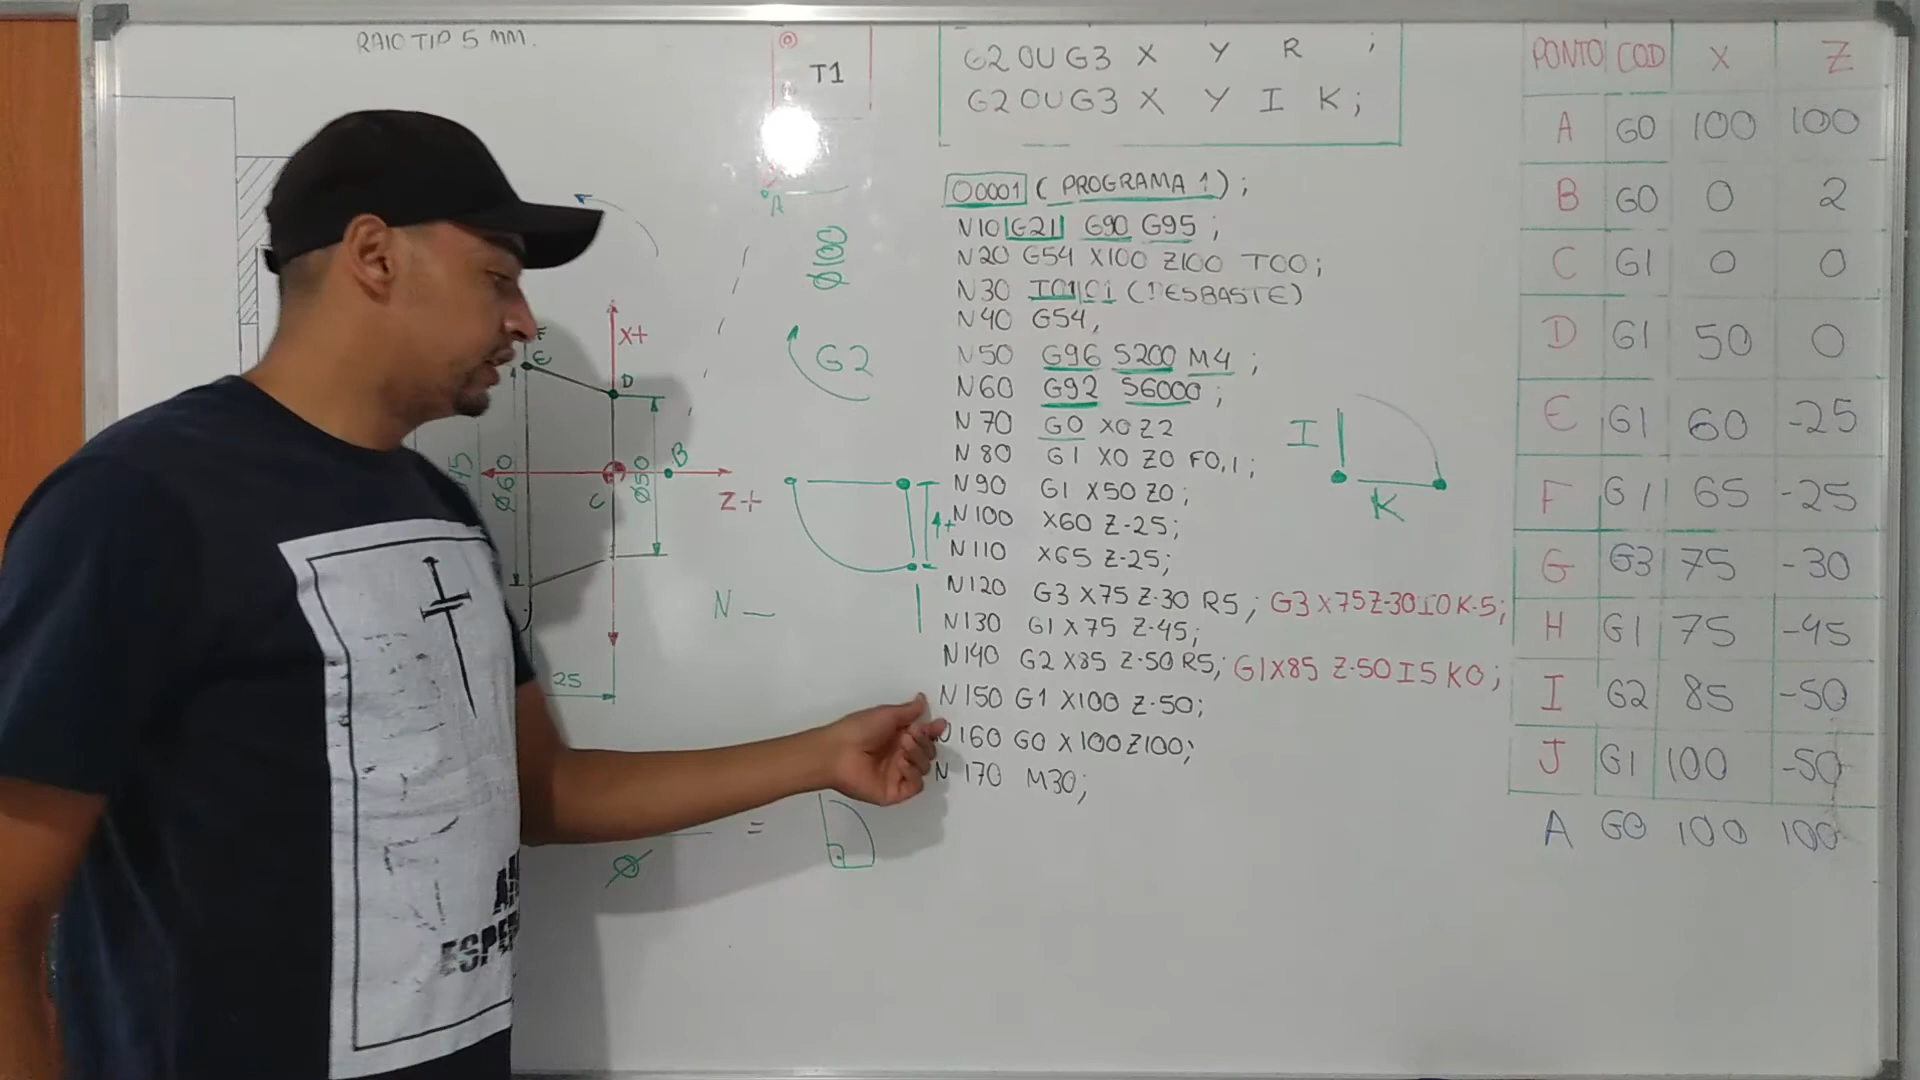 RAIO TIP 5 MM.
T1
A
Ø100
G2
X+
E
D
B
C
Z+
Ø60
Ø50
25
N —
=
Ø
G2 OU G3 X Y R ;
G2 OU G3 X Y I K;
O0001 (PROGRAMA 1);
N10 G21 G90 G95 ;
N20 G54 X100 Z100 T00;
N30 T0101 (DESBASTE)
N40 G54,
N50 G96 S200 M4 ;
N60 G92 S6000 ;
N70 G0 X0 Z2
N80 G1 X0 Z0 F0,1 ;
N90 G1 X50 Z0 ;
N100 X60 Z-25;
N110 X65 Z-25;
N120 G3 X75 Z-30 R5 ; G3 X75 Z-30 I0 K-5;
N130 G1 X75 Z-45;
N140 G2 X85 Z-50 R5; G1X85 Z-50 I5 K0;
N150 G1 X100 Z-50;
N160 G0 X100 Z100;
N170 M30;
I
K
PONTO COD X Z
A G0 100 100
B G0 0 2
C G1 0 0
D G1 50 0
E G1 60 -25
F G1 65 -25
G G3 75 -30
H G1 75 -45
I G2 85 -50
J G1 100 -50
A G0 100 100